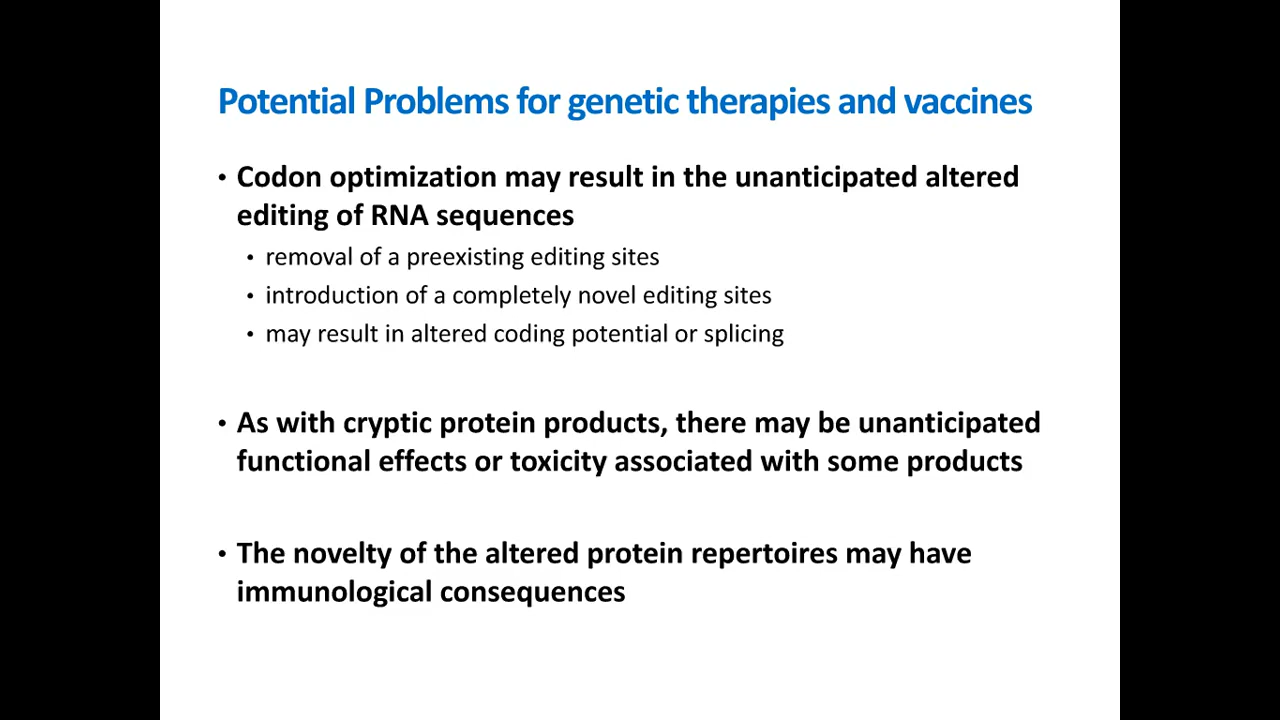 Potential Problems for genetic therapies and vaccines
• Codon optimization may result in the unanticipated altered
editing of RNA sequences
• removal of a preexisting editing sites
• introduction of a completely novel editing sites
• may result in altered coding potential or splicing
• As with cryptic protein products, there may be unanticipated
functional effects or toxicity associated with some products
• The novelty of the altered protein repertoires may have
immunological consequences